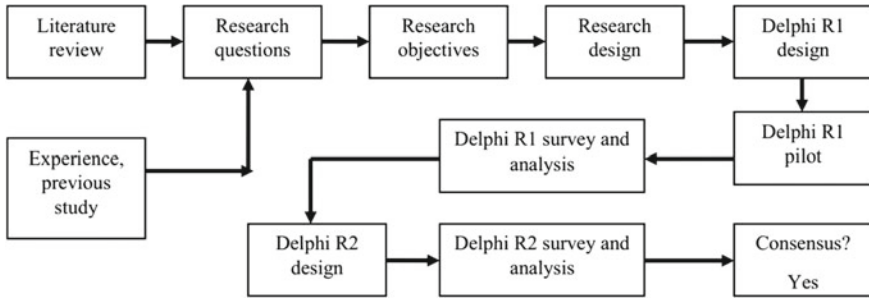 Literature
review
Research
questions
Research
objectives
Research
design
Delphi R1
design
Experience,
previous
study
Delphi R1 survey and
analysis
Delphi R1
pilot
Delphi R2
design
Delphi R2 survey and
analysis
Consensus?
Yes